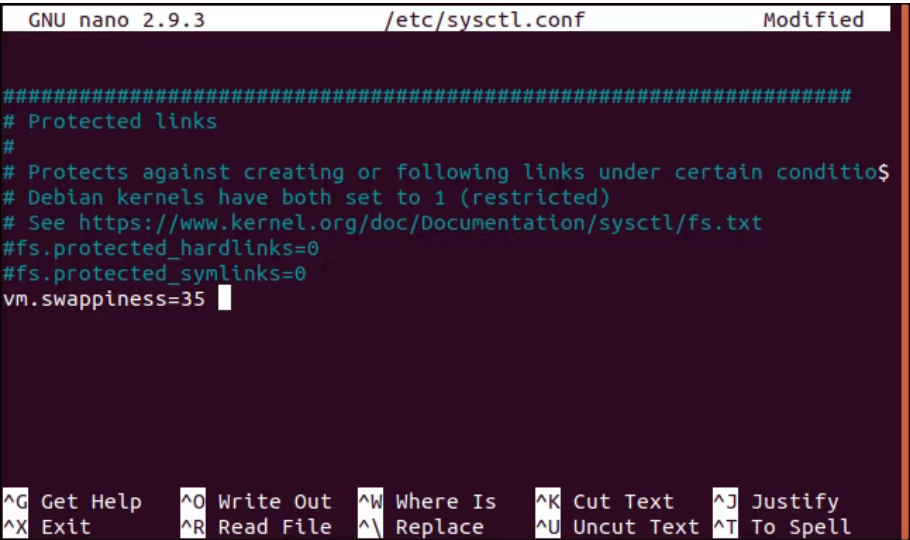 GNU nano 2.9.3 /etc/sysctl.conf Modified
###################################################################
# Protected links
#
# Protects against creating or following links under certain conditio$
# Debian kernels have both set to 1 (restricted)
# See https://www.kernel.org/doc/Documentation/sysctl/fs.txt
#fs.protected_hardlinks=0
#fs.protected_symlinks=0
vm.swappiness=35
^G Get Help ^O Write Out ^W Where Is ^K Cut Text ^J Justify
^X Exit ^R Read File ^\ Replace ^U Uncut Text ^T To Spell